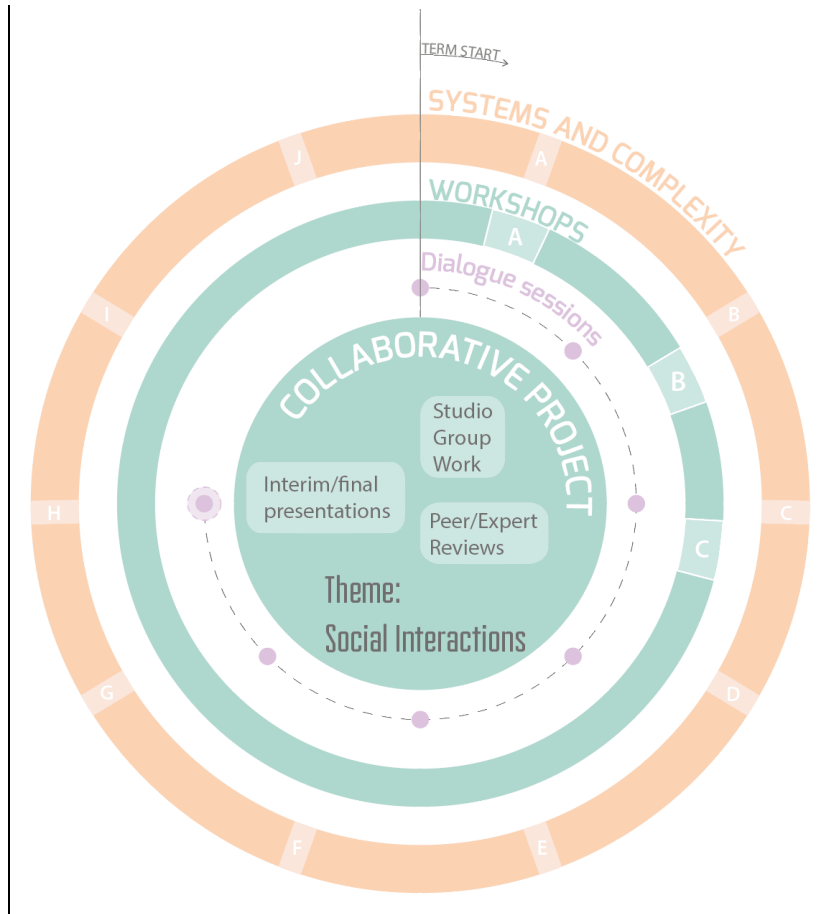 TERM START
SYSTEMS AND COMPLEXITY
A
B
C
D
E
F
G
H
I
J
WORKSHOPS
A
B
C
Dialogue sessions
COLLABORATIVE PROJECT
Studio
Group
Work
Interim/final
presentations
Peer/Expert
Reviews
Theme:
Social Interactions